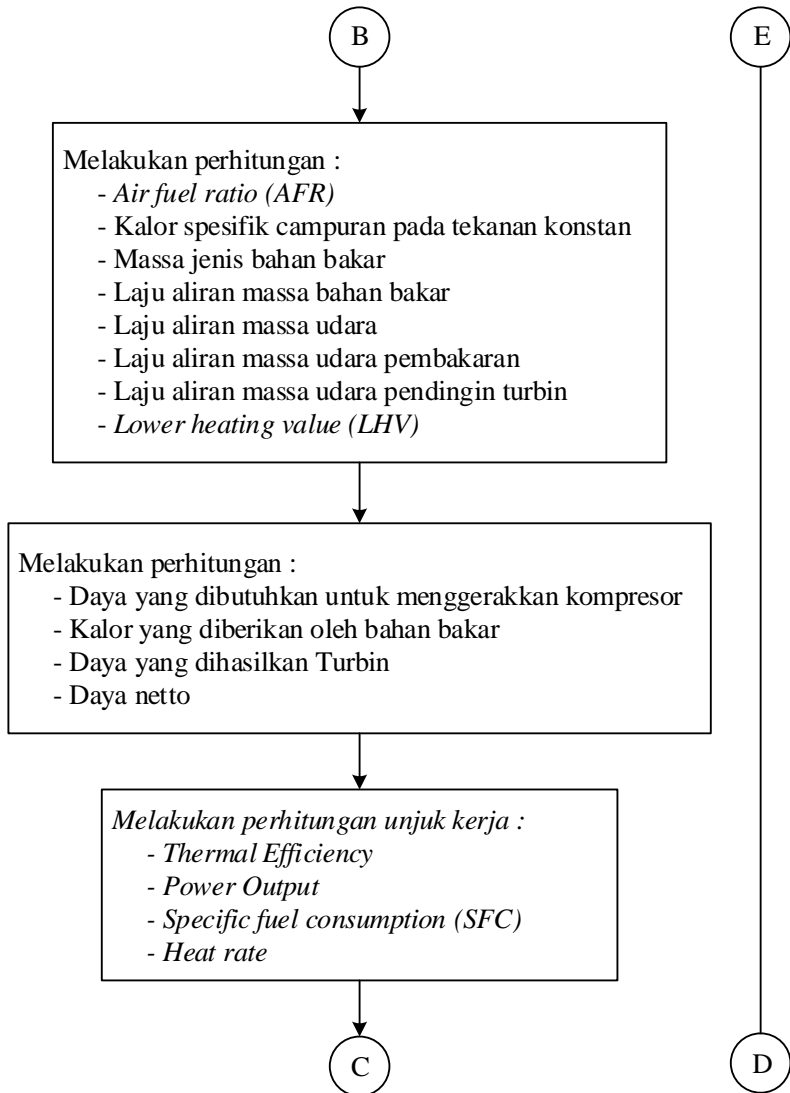 B
E
Melakukan perhitungan :
- Air fuel ratio (AFR)
- Kalor spesifik campuran pada tekanan konstan
- Massa jenis bahan bakar
- Laju aliran massa bahan bakar
- Laju aliran massa udara
- Laju aliran massa udara pembakaran
- Laju aliran massa udara pendingin turbin
- Lower heating value (LHV)
Melakukan perhitungan :
- Daya yang dibutuhkan untuk menggerakkan kompresor
- Kalor yang diberikan oleh bahan bakar
- Daya yang dihasilkan Turbin
- Daya netto
Melakukan perhitungan unjuk kerja :
- Thermal Efficiency
- Power Output
- Specific fuel consumption (SFC)
- Heat rate
C
D